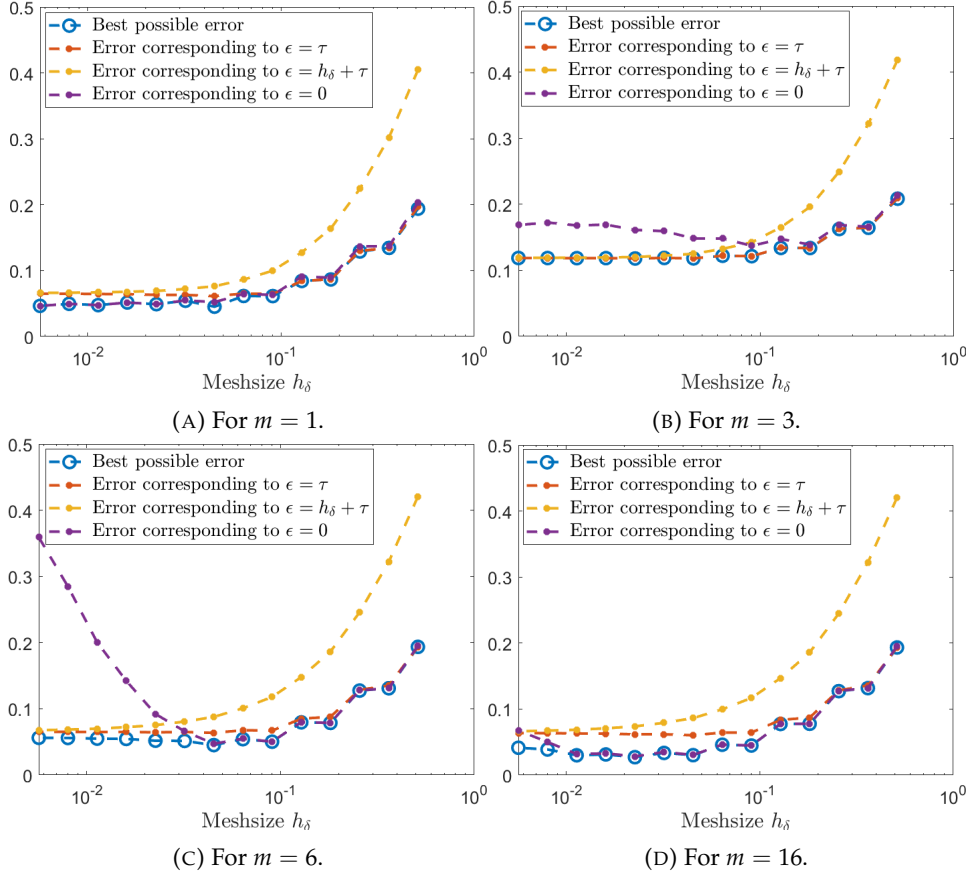 0.5
0.4
0.3
0.2
0.1
0
Best possible error
Error corresponding to ϵ = τ
Error corresponding to ϵ = h_δ + τ
Error corresponding to ϵ = 0
10^-2
10^-1
10^0
Meshsize h_δ
(A) For m = 1.
0.5
0.4
0.3
0.2
0.1
0
Best possible error
Error corresponding to ϵ = τ
Error corresponding to ϵ = h_δ + τ
Error corresponding to ϵ = 0
10^-2
10^-1
10^0
Meshsize h_δ
(B) For m = 3.
0.5
0.4
0.3
0.2
0.1
0
Best possible error
Error corresponding to ϵ = τ
Error corresponding to ϵ = h_δ + τ
Error corresponding to ϵ = 0
10^-2
10^-1
10^0
Meshsize h_δ
(C) For m = 6.
0.5
0.4
0.3
0.2
0.1
0
Best possible error
Error corresponding to ϵ = τ
Error corresponding to ϵ = h_δ + τ
Error corresponding to ϵ = 0
10^-2
10^-1
10^0
Meshsize h_δ
(D) For m = 16.